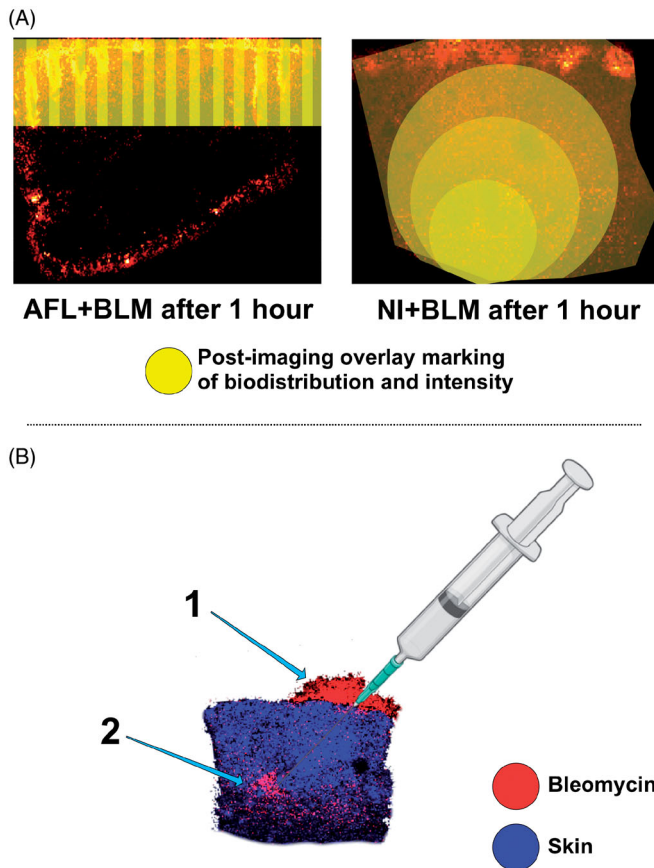 (A)
AFL+BLM after 1 hour
NI+BLM after 1 hour
Post-imaging overlay marking
of biodistribution and intensity
(B)
1
2
Bleomycin
Skin